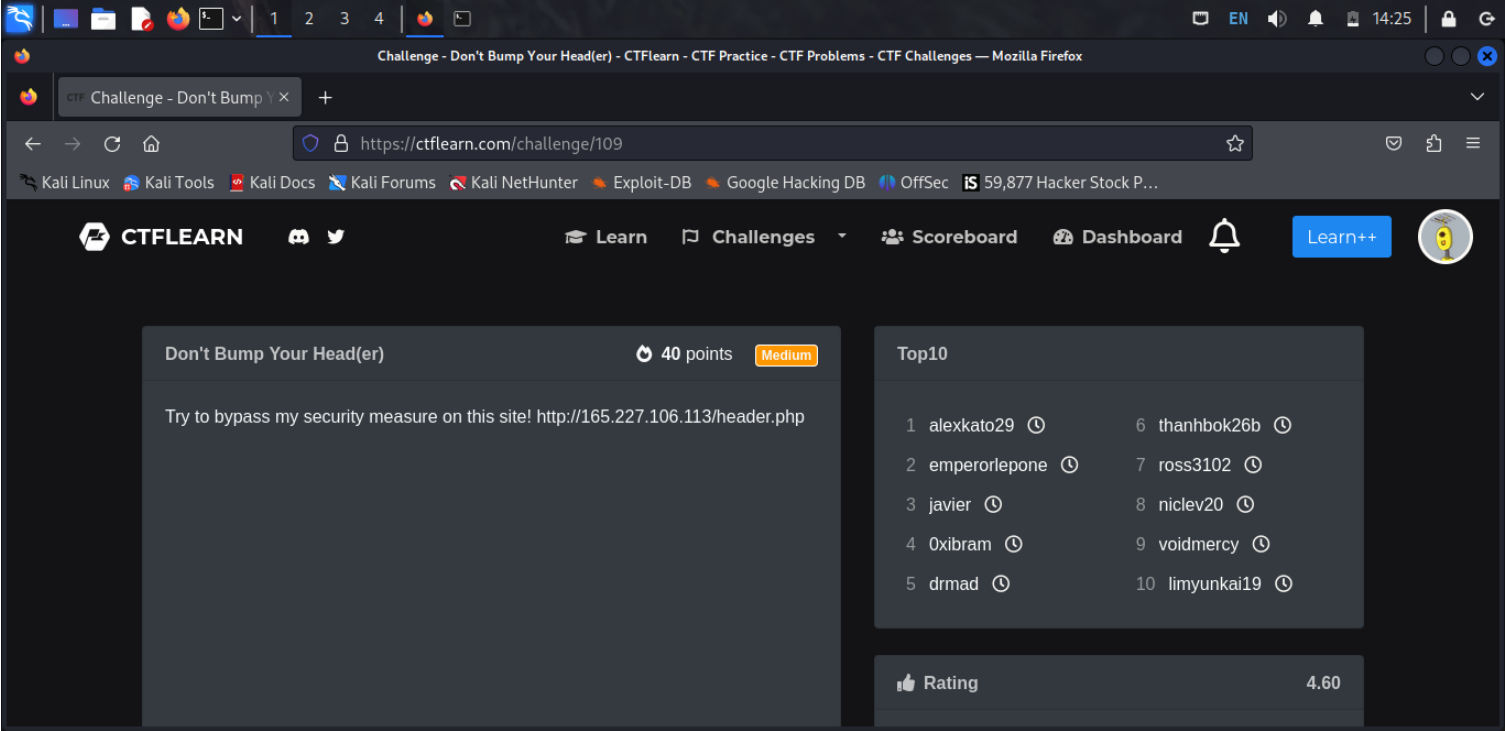 1 2 3 4 EN 14:25
Challenge - Don't Bump Your Head(er) - CTFlearn - CTF Practice - CTF Problems - CTF Challenges — Mozilla Firefox
CTF Challenge - Don't Bump Y
https://ctflearn.com/challenge/109
Kali Linux Kali Tools Kali Docs Kali Forums Kali NetHunter Exploit-DB Google Hacking DB OffSec iS 59,877 Hacker Stock P…
CTFLEARN Learn Challenges Scoreboard Dashboard Learn++
Don't Bump Your Head(er) 40 points Medium
Try to bypass my security measure on this site! http://165.227.106.113/header.php
Top10
1 alexkato29 6 thanhbok26b
2 emperorlepone 7 ross3102
3 javier 8 niclev20
4 0xibram 9 voidmercy
5 drmad 10 limyunkai19
Rating 4.60